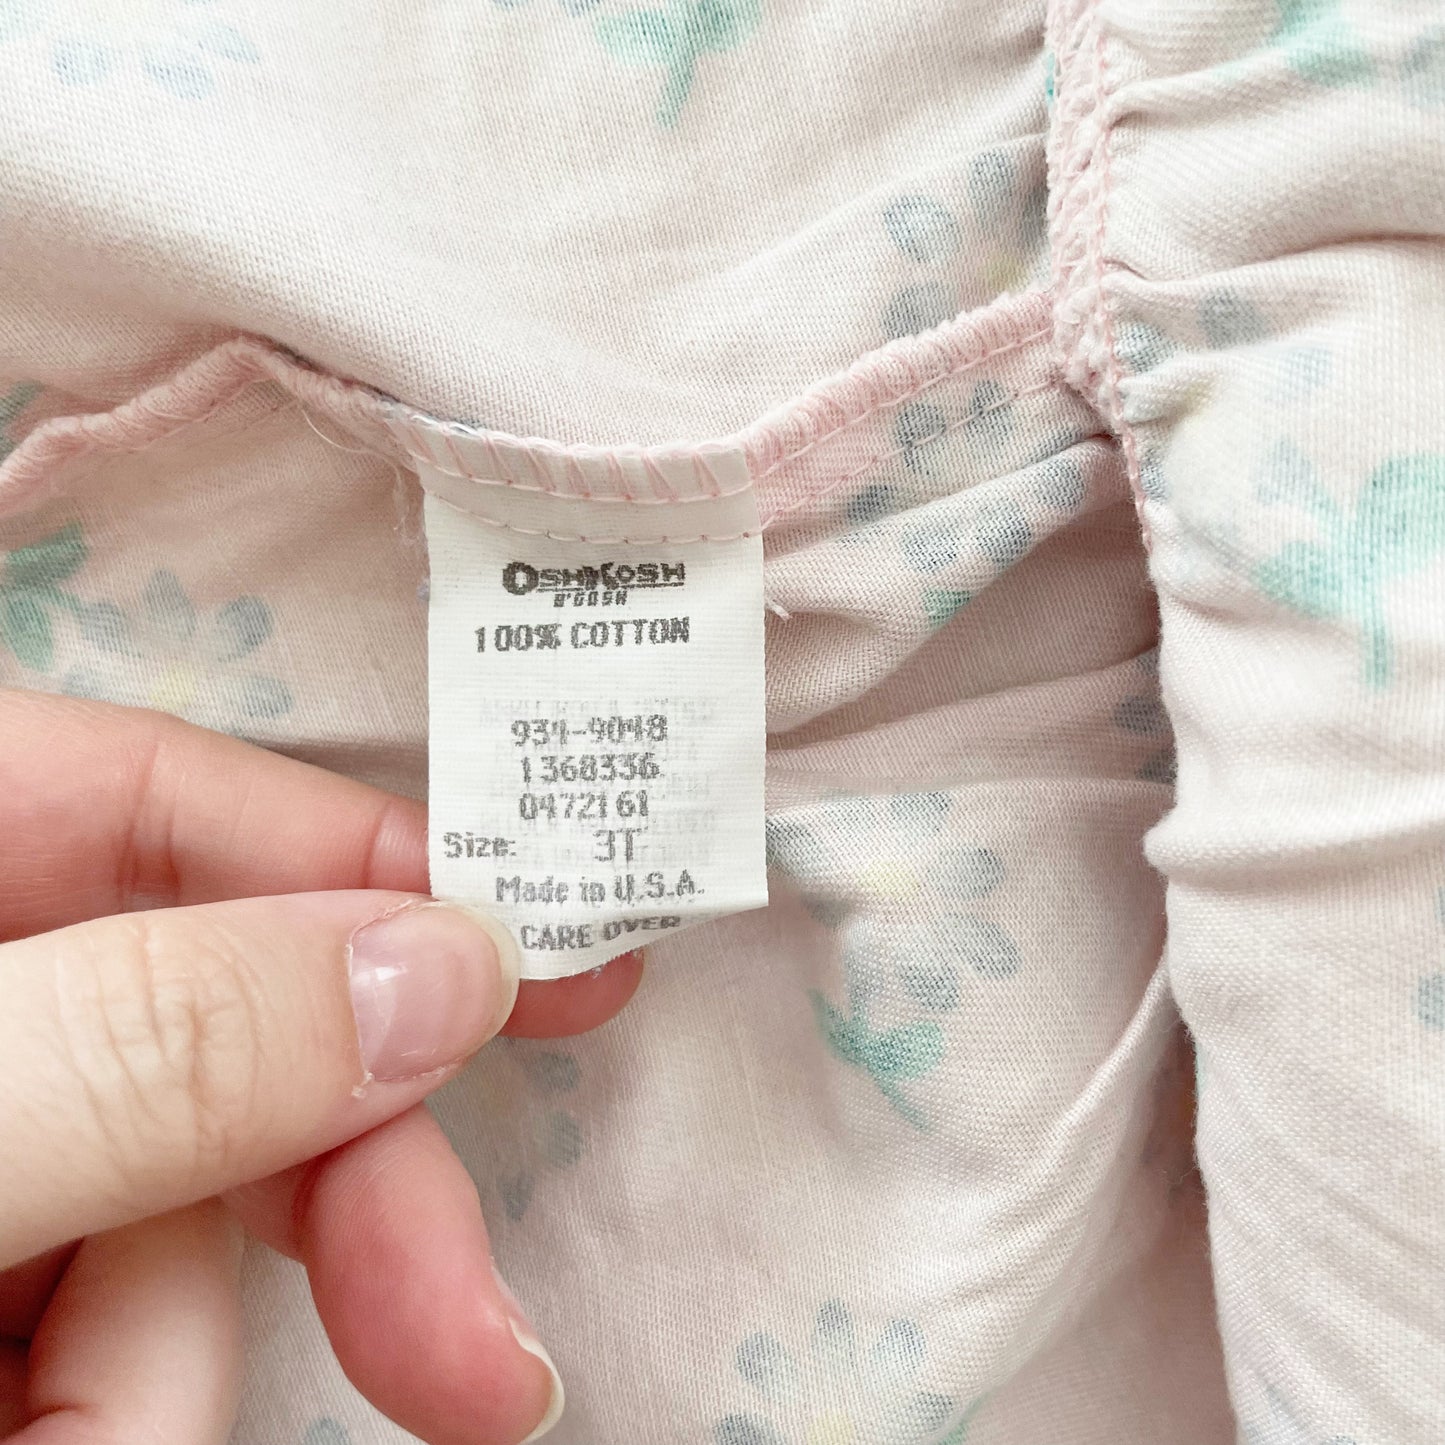 OSHKOSH
B'GOSH
100% COTTON
934-9048
1368336
0472161
Size: 3T
Made in U.S.A.
CARE OVER